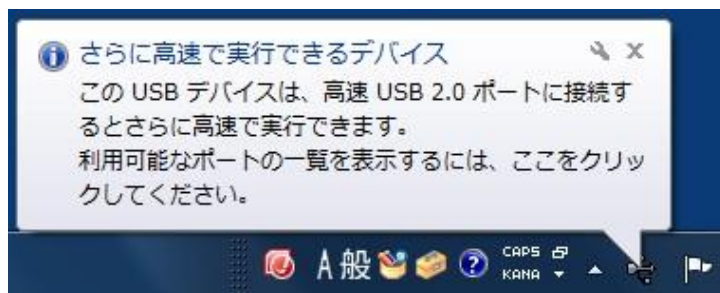 さらに高速で実行できるデバイス
この USB デバイスは、高速 USB 2.0 ポートに接続す
るとさらに高速で実行できます。
利用可能なポートの一覧を表示するには、ここをクリッ
クしてください。
A 般 CAPS
KANA